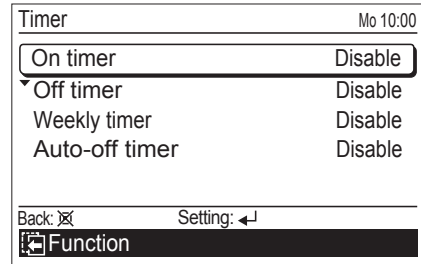 Timer Mo 10:00
On timer Disable
Off timer Disable
Weekly timer Disable
Auto-off timer Disable
Back: Setting:
Function